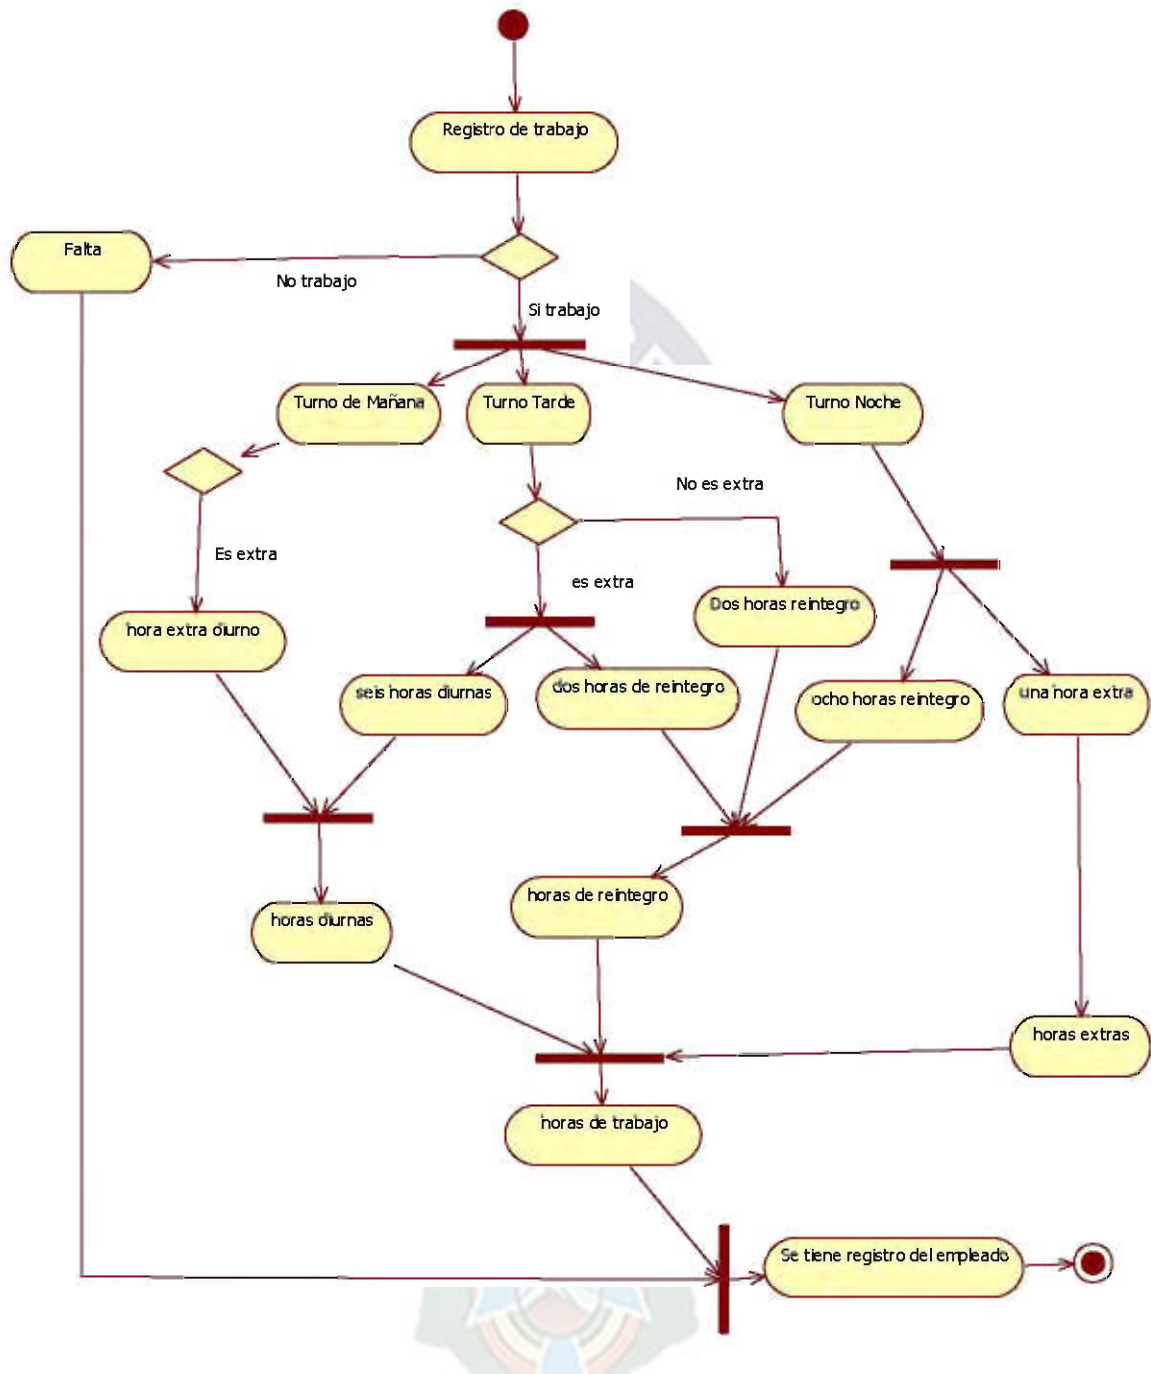 Registro de trabajo
Falta
No trabajo
Si trabajo
Turno de Mañana
Turno Tarde
Turno Noche
No es extra
Es extra
es extra
Dos horas reintegro
hora extra diurno
seis horas diurnas
dos horas de reintegro
ocho horas reintegro
una hora extra
horas de reintegro
horas diurnas
horas extras
horas de trabajo
Se tiene registro del empleado